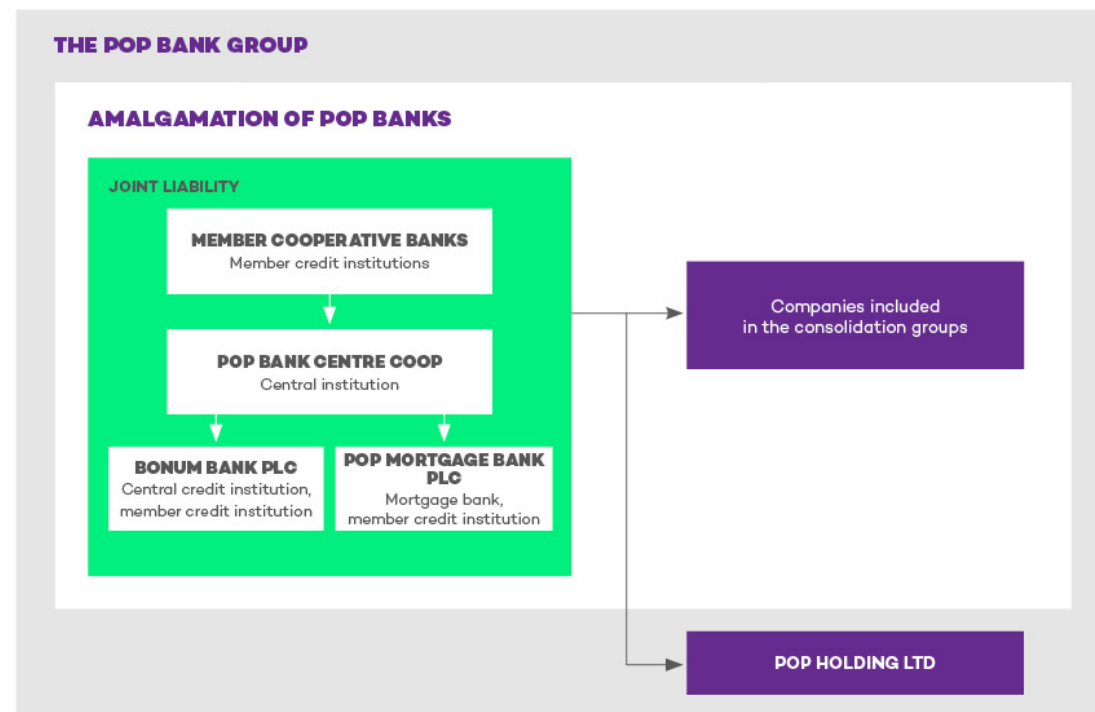 THE POP BANK GROUP
AMALGAMATION OF POP BANKS
JOINT LIABILITY
MEMBER COOPERATIVE BANKS
Member credit institutions
POP BANK CENTRE COOP
Central institution
BONUM BANK PLC
Central credit institution,
member credit institution
POP MORTGAGE BANK
PLC
Mortgage bank,
member credit institution
Companies included
in the consolidation groups
POP HOLDING LTD